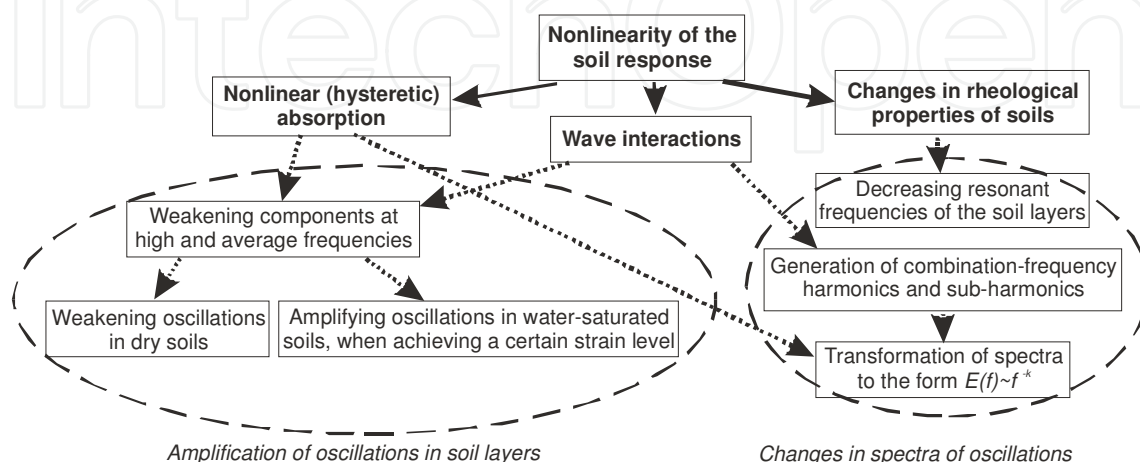 IntechOpen
Nonlinearity of the
soil response
Nonlinear (hysteretic)
absorption
Wave interactions
Changes in rheological
properties of soils
Weakening components at
high and average frequencies
Decreasing resonant
frequencies of the soil layers
Generation of combination-frequency
harmonics and sub-harmonics
Weakening oscillations
in dry soils
Amplifying oscillations in water-saturated
soils, when achieving a certain strain level
Transformation of spectra
to the form E(f)~f -k
Amplification of oscillations in soil layers
Changes in spectra of oscillations